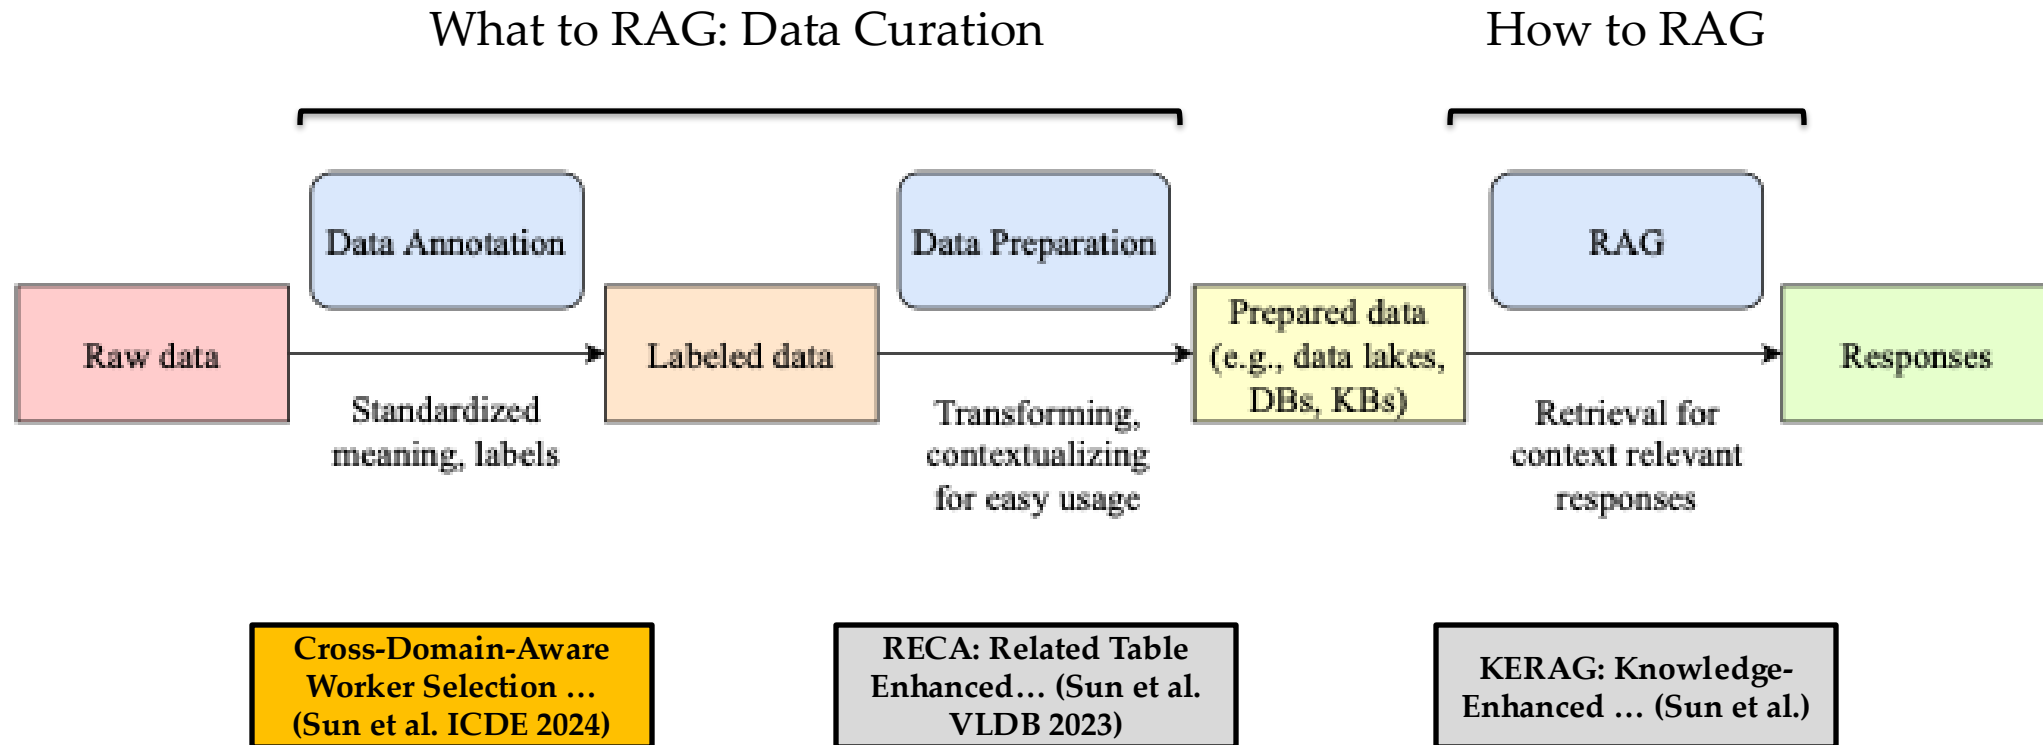 What to RAG: Data Curation
How to RAG
Data Annotation
Data Preparation
RAG
Raw data
Labeled data
Prepared data
(e.g., data lakes,
DBs, KBs)
Responses
Standardized
meaning, labels
Transforming,
contextualizing
for easy usage
Retrieval for
context relevant
responses
Cross-Domain-Aware
Worker Selection …
(Sun et al. ICDE 2024)
RECA: Related Table
Enhanced… (Sun et al.
VLDB 2023)
KERAG: Knowledge-
Enhanced … (Sun et al.)